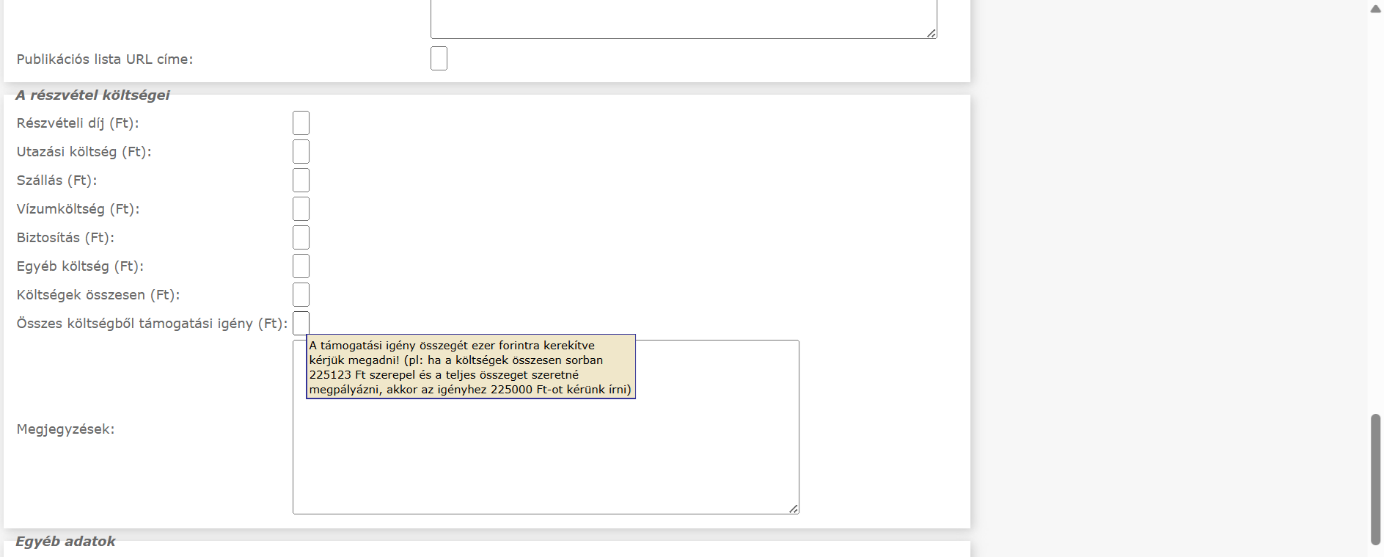 Publikációs lista URL címe:
A részvétel költségei
Részvételi díj (Ft):
Utazási költség (Ft):
Szállás (Ft):
Vízumköltség (Ft):
Biztosítás (Ft):
Egyéb költség (Ft):
Költségek összesen (Ft):
Összes költségből támogatási igény (Ft):
A támogatási igény összegét ezer forintra kerekítve
kérjük megadni! (pl: ha a költségek összesen sorban
225123 Ft szerepel és a teljes összeget szeretné
megpályázni, akkor az igényhez 225000 Ft-ot kérünk írni)
Megjegyzések:
Egyéb adatok